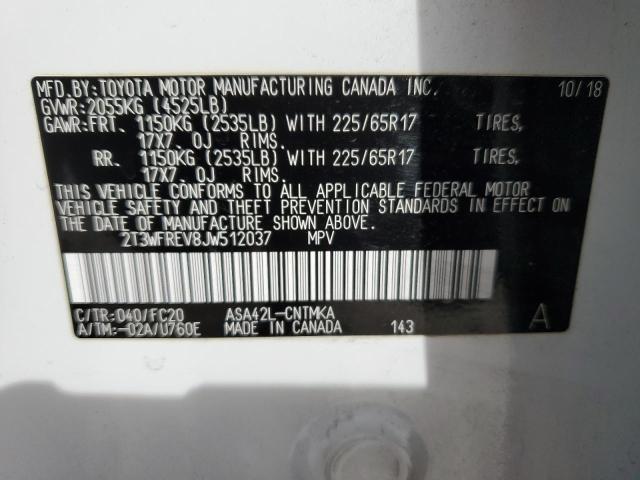 MFD.BY:TOYOTA MOTOR MANUFACTURING CANADA INC. 10/18
GVWR:2055KG (4525LB)
GAWR:FRT. 1150KG (2535LB) WITH 225/65R17 TIRES,
17X7.0J RIMS.
RR. 1150KG (2535LB) WITH 225/65R17 TIRES,
17X7.0J RIMS.
THIS VEHICLE CONFORMS TO ALL APPLICABLE FEDERAL MOTOR
VEHICLE SAFETY AND THEFT PREVENTION STANDARDS IN EFFECT ON
THE DATE OF MANUFACTURE SHOWN ABOVE.
2T3WFREV8JW512037 MPV
C/TR:040/FC20 ASA42L-CNTMKA
A/TM:-02A/U760E MADE IN CANADA 143 A